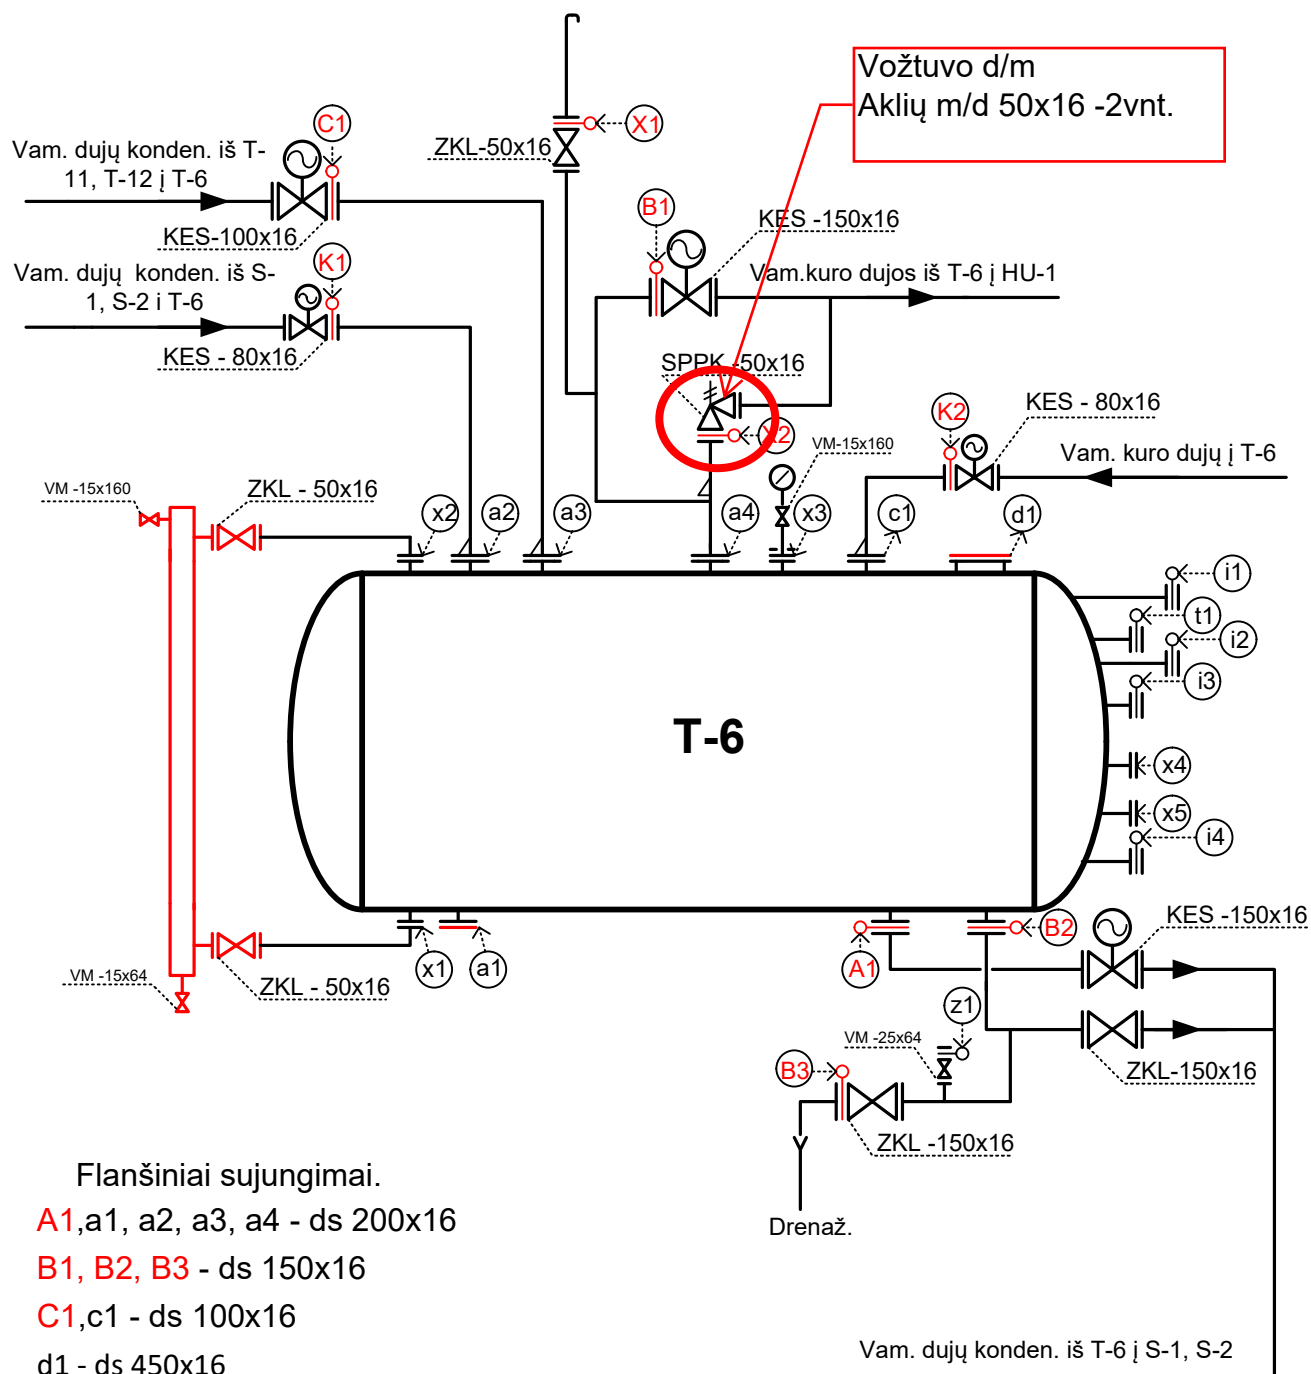 Vožtuvo d/m
Aklių m/d 50x16 -2vnt.
C1
X1
ZKL-50x16
Vam. dujų konden. iš T-
11, T-12 į T-6
KES-100x16
B1
KES -150x16
K1
Vam. dujų  konden. iš S-
1, S-2 i T-6
Vam.kuro dujos iš T-6 į HU-1
KES - 80x16
SPPK -50x16
K2
KES - 80x16
X2
VM-15x160
Vam. kuro dujų į T-6
VM -15x160
ZKL - 50x16
x2
a2
a3
a4
x3
c1
d1
i1
t1
i2
i3
T-6
x4
x5
i4
KES -150x16
B2
x1
a1
A1
VM -15x64
ZKL - 50x16
z1
VM -25x64
B3
ZKL-150x16
ZKL -150x16
Flanšiniai sujungimai.
A1,a1, a2, a3, a4 - ds 200x16
Drenaž.
B1, B2, B3 - ds 150x16
C1,c1 - ds 100x16
d1 - ds 450x16
Vam. dujų konden. iš T-6 į S-1, S-2